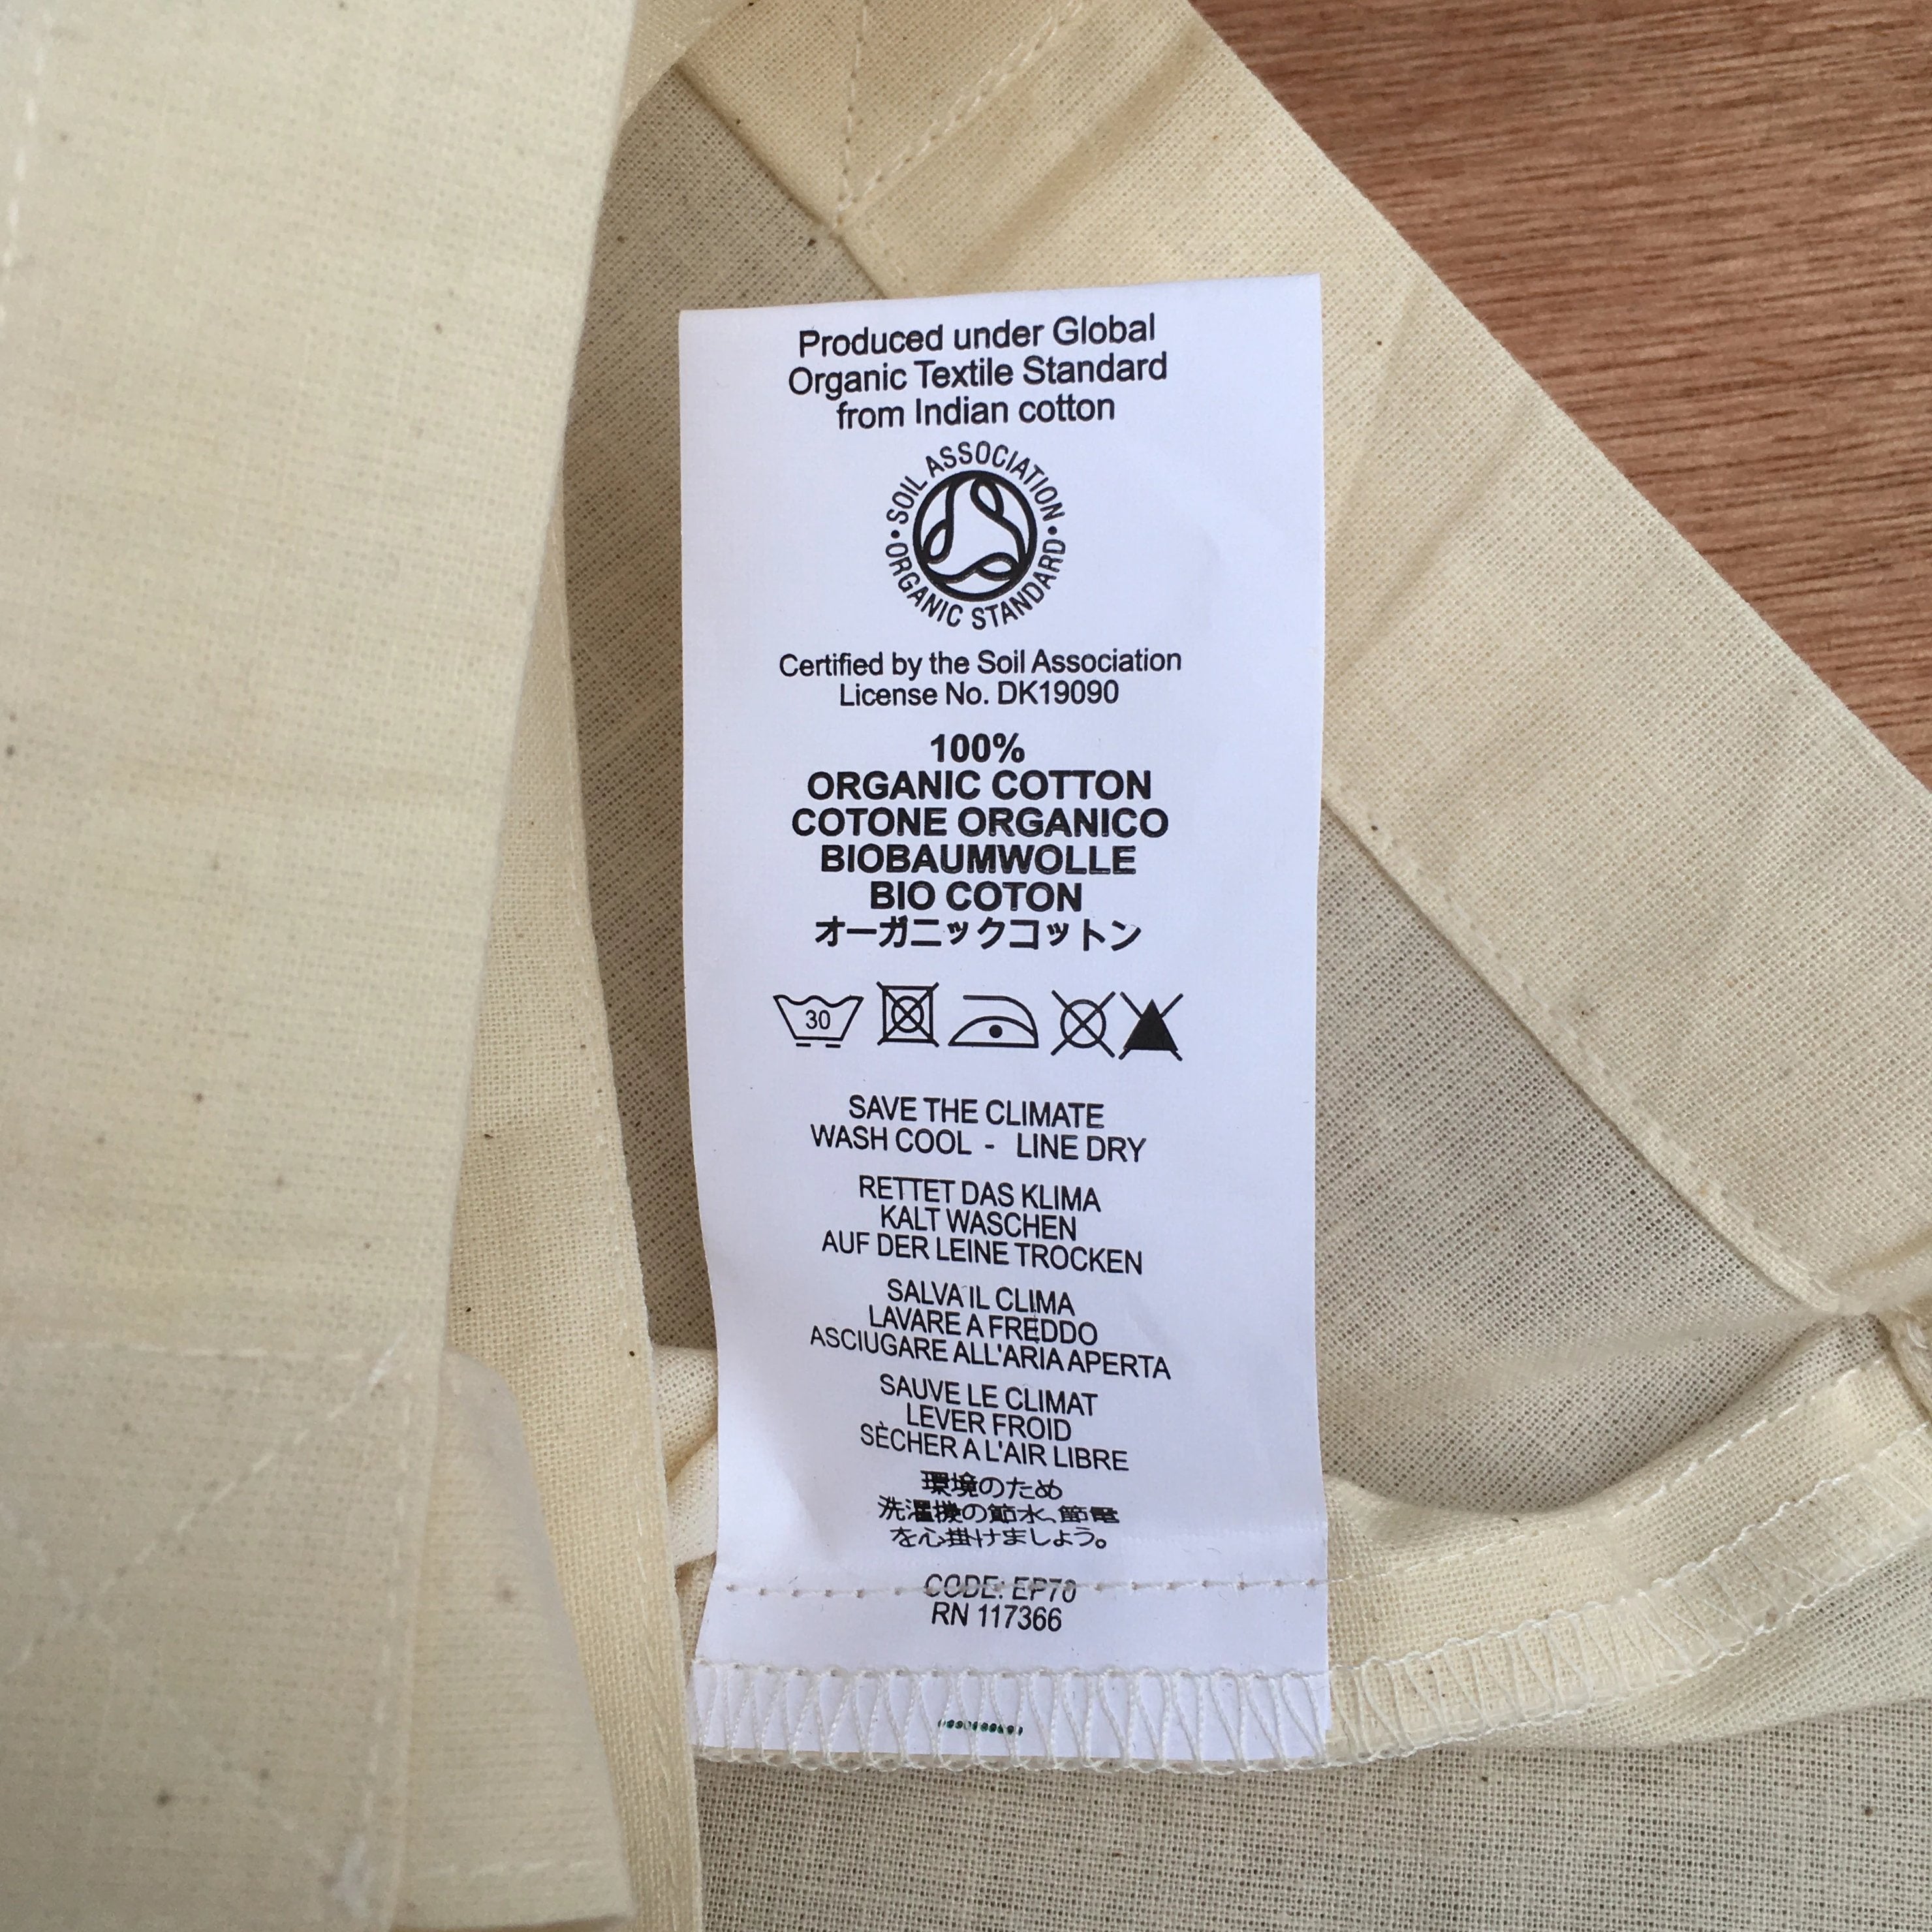 Produced under Global
Organic Textile Standard
from Indian cotton
SOIL ASSOCIATION
ORGANIC STANDARD
Certified by the Soil Association
License No. DK19090
100%
ORGANIC COTTON
COTONE ORGANICO
BIOBAUMWOLLE
BIO COTON
オーガニックコットン
30
SAVE THE CLIMATE
WASH COOL - LINE DRY
RETTET DAS KLIMA
KALT WASCHEN
AUF DER LEINE TROCKEN
SALVA IL CLIMA
LAVARE A FREDDO
ASCIUGARE ALL'ARIA APERTA
SAUVE LE CLIMAT
LEVER FROID
SÈCHER A L'AIR LIBRE
環境のため
洗濯機の節水、節電
を心掛けましょう。
CODE: EP70
RN 117366